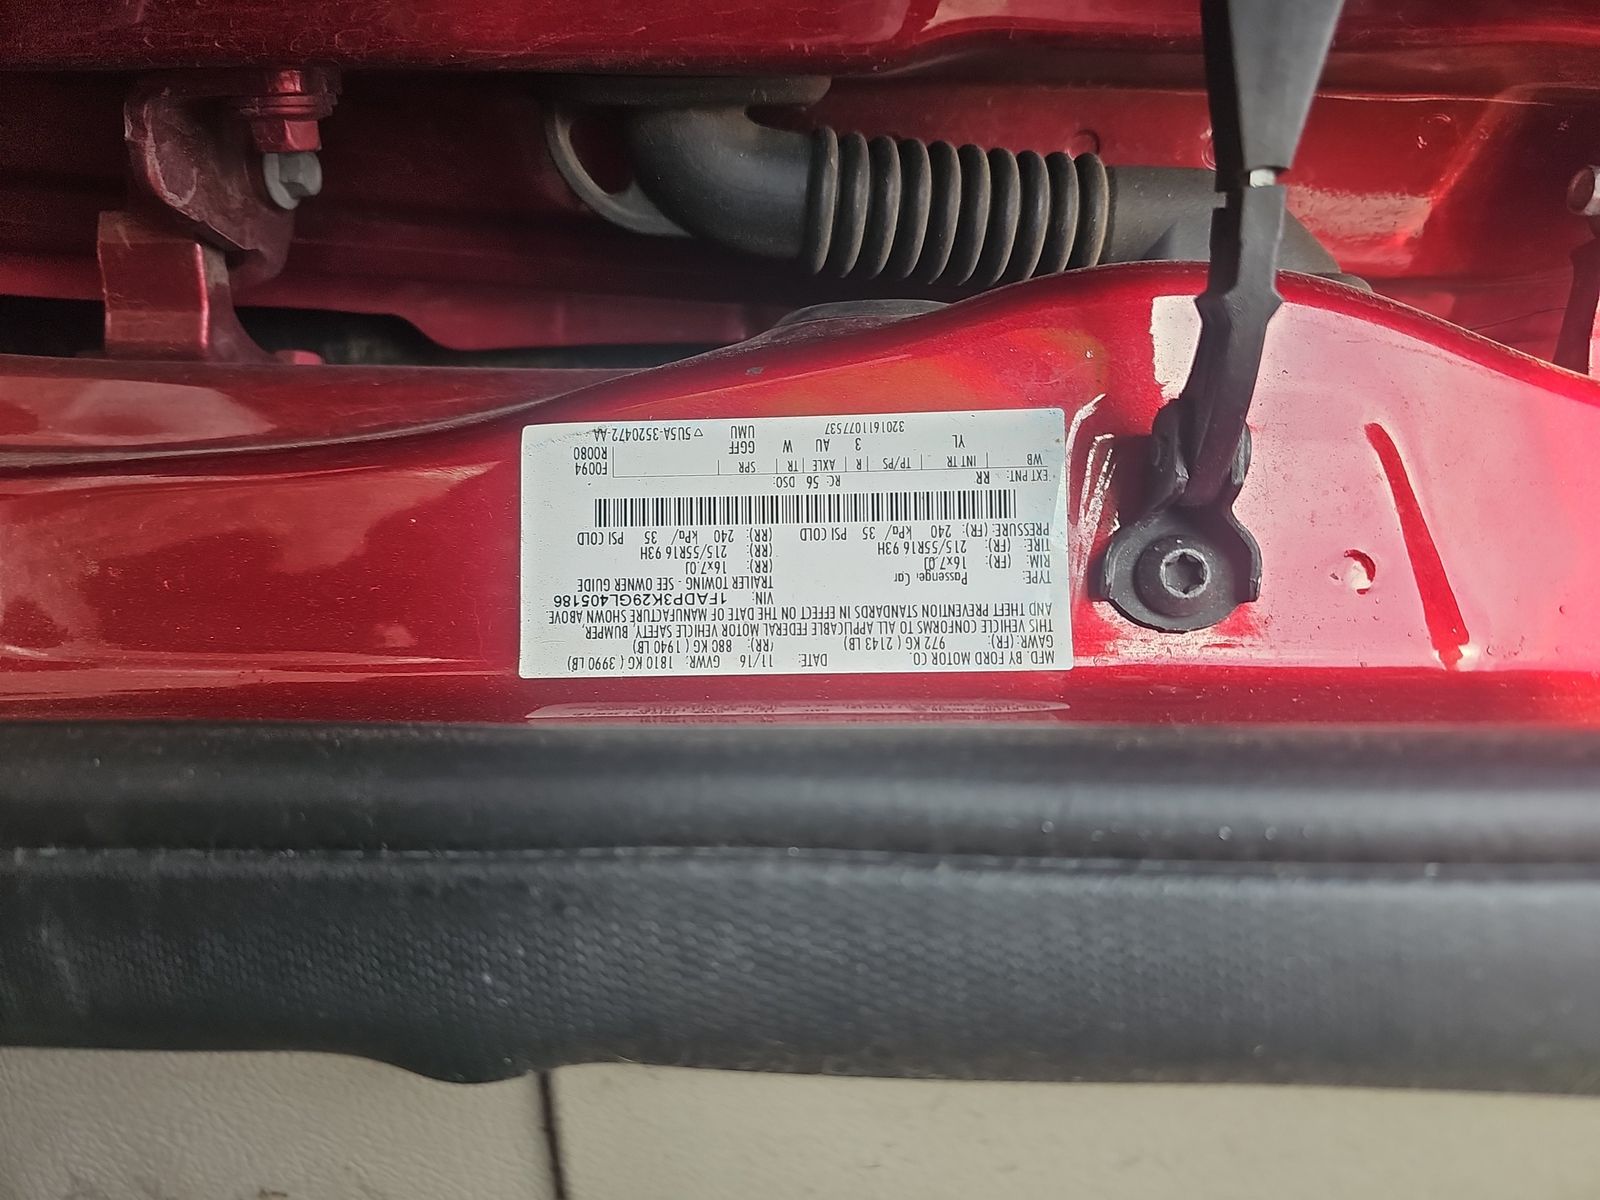 MFD. BY FORD MOTOR CO. DATE: 11/16 GVWR: 1810 KG ( 3990 LB)
GAWR: (FR): 972 KG ( 2143 LB) (RR): 880 KG ( 1940 LB)
THIS VEHICLE CONFORMS TO ALL APPLICABLE FEDERAL MOTOR VEHICLE SAFETY, BUMPER,
AND THEFT PREVENTION STANDARDS IN EFFECT ON THE DATE OF MANUFACTURE SHOWN ABOVE
VIN: 1FADP3K29GL405186
TYPE: Passenger Car TRAILER TOWING - SEE OWNER GUIDE
RIM: (FR): 16x7.0J (RR): 16x7.0J
TIRE: (FR): 215/55R16 93H (RR): 215/55R16 93H
PRESSURE: (FR): 240 kPa/ 35 PSI COLD (RR): 240 kPa/ 35 PSI COLD
EXT PNT: RR RC: 56 DSO: F0094
WB INT TR TP/PS R AXLE TR SPR R0080
YL 3 AU W GGFF
UMU
3201611077537 ▽ 5U5A-3520472-AA